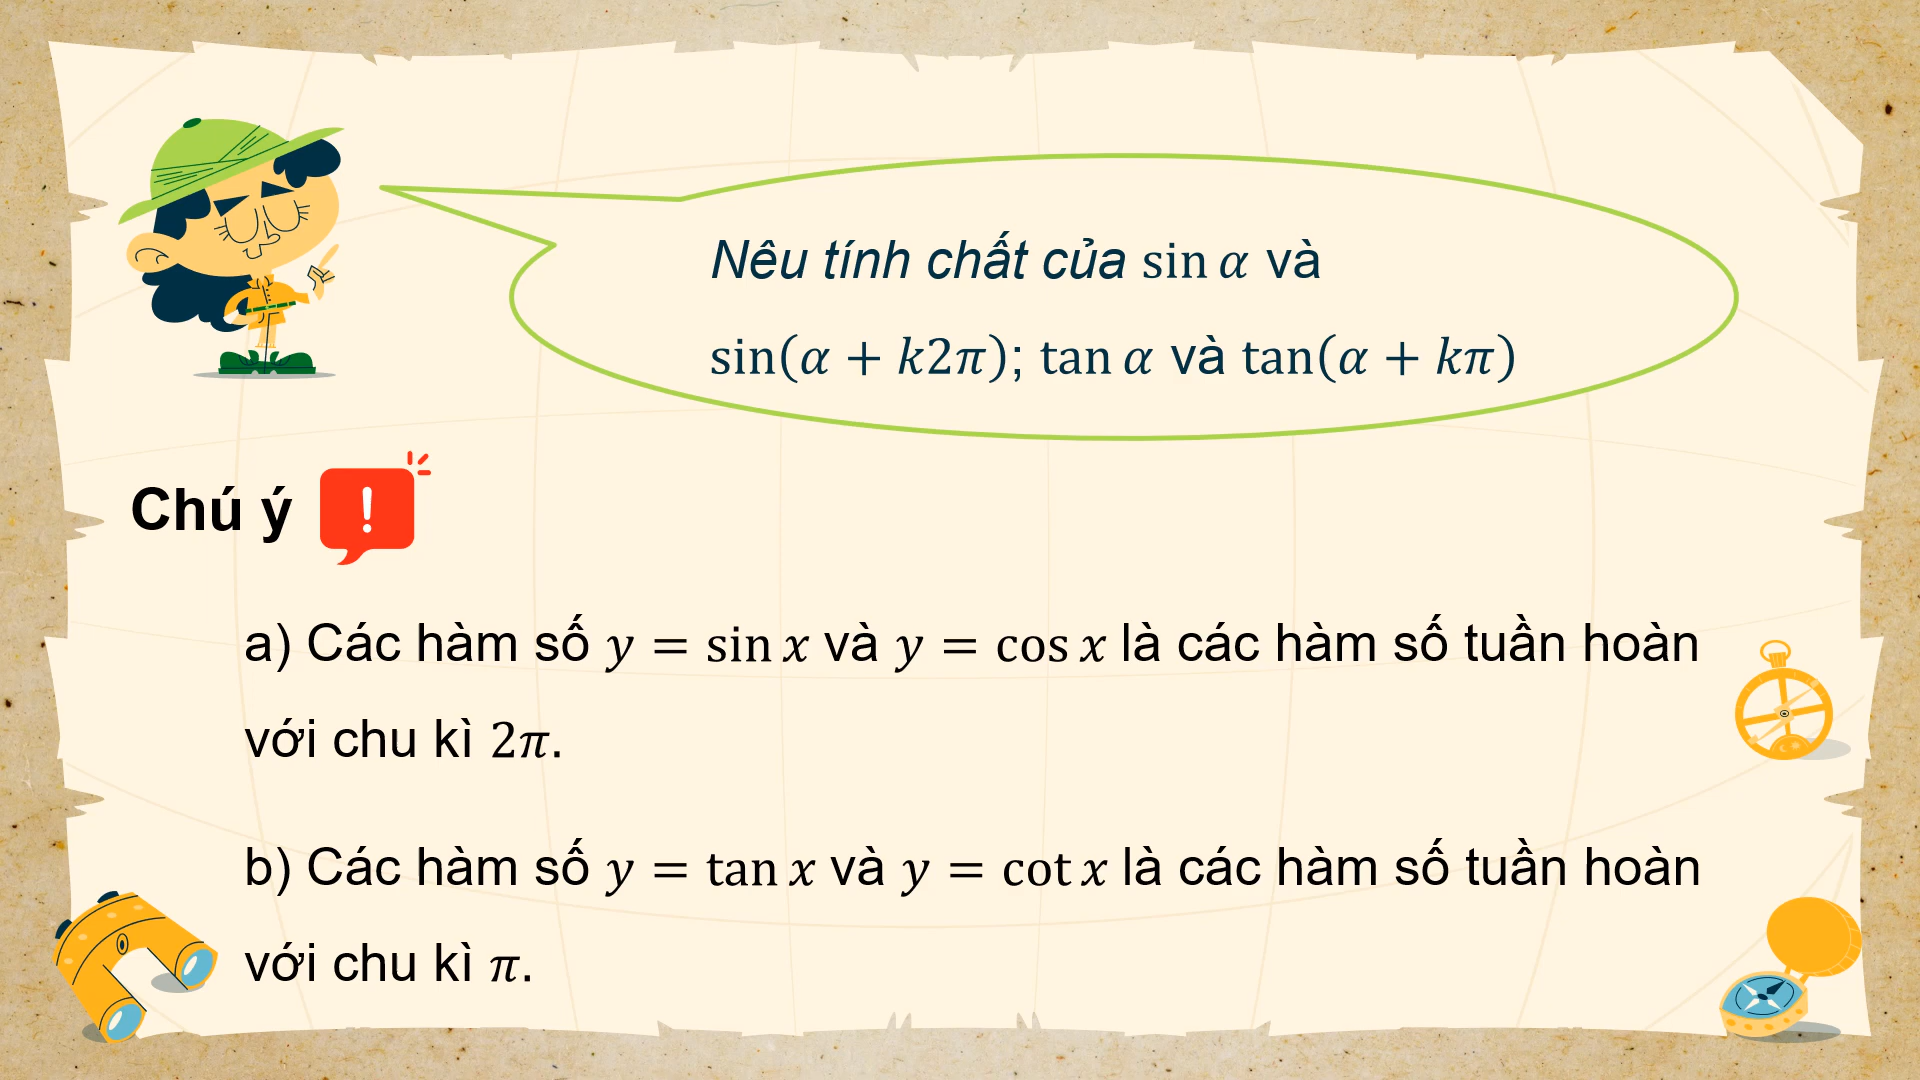 Nêu tính chất của sin α và
sin(α + k2π); tan α và tan(α + kπ)
Chú ý !
a) Các hàm số y = sin x và y = cos x là các hàm số tuần hoàn
với chu kì 2π.
b) Các hàm số y = tan x và y = cot x là các hàm số tuần hoàn
với chu kì π.